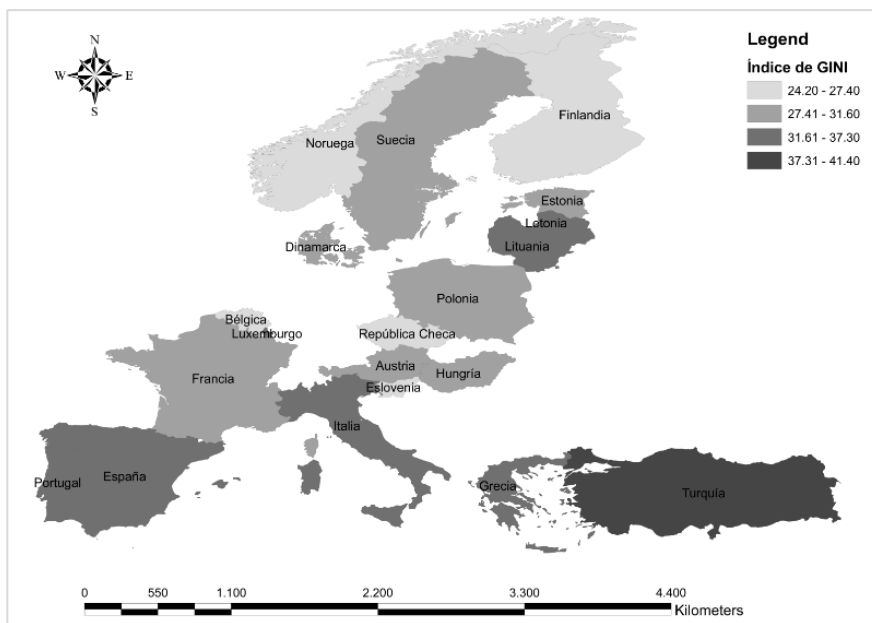 N
W E
S
Legend
Índice de GINI
24.20 - 27.40
27.41 - 31.60
31.61 - 37.30
37.31 - 41.40
Finlandia
Noruega
Suecia
Estonia
Letonia
Lituania
Dinamarca
Polonia
Bélgica
Luxemburgo
República Checa
Austria
Hungría
Francia
Eslovenia
Italia
Portugal
España
Grecia
Turquía
0 550 1.100 2.200 3.300 4.400
Kilometers